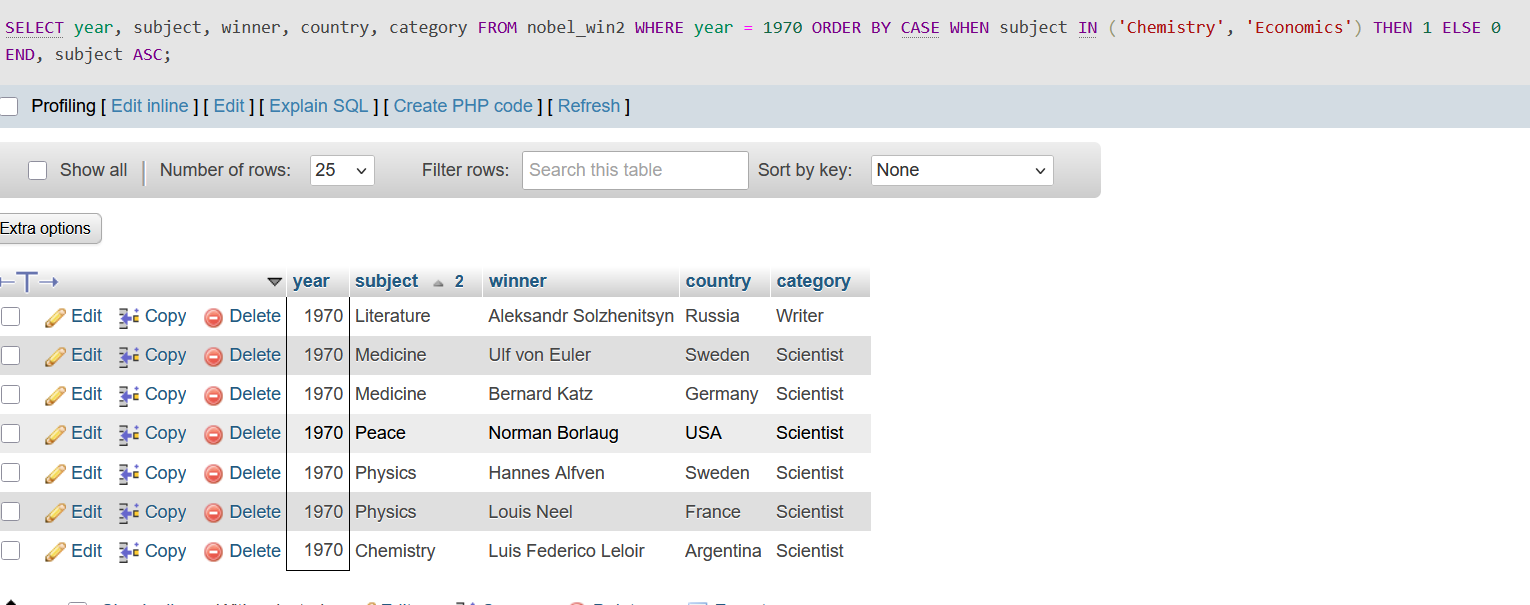 SELECT year, subject, winner, country, category FROM nobel_win2 WHERE year = 1970 ORDER BY CASE WHEN subject IN ('Chemistry', 'Economics') THEN 1 ELSE 0
END, subject ASC;
Profiling [ Edit inline ] [ Edit ] [ Explain SQL ] [ Create PHP code ] [ Refresh ]
Show all Number of rows: 25 Filter rows: Search this table Sort by key: None
Extra options
←T→ year subject 2 winner country category
Edit Copy Delete 1970 Literature Aleksandr Solzhenitsyn Russia Writer
Edit Copy Delete 1970 Medicine Ulf von Euler Sweden Scientist
Edit Copy Delete 1970 Medicine Bernard Katz Germany Scientist
Edit Copy Delete 1970 Peace Norman Borlaug USA Scientist
Edit Copy Delete 1970 Physics Hannes Alfven Sweden Scientist
Edit Copy Delete 1970 Physics Louis Neel France Scientist
Edit Copy Delete 1970 Chemistry Luis Federico Leloir Argentina Scientist